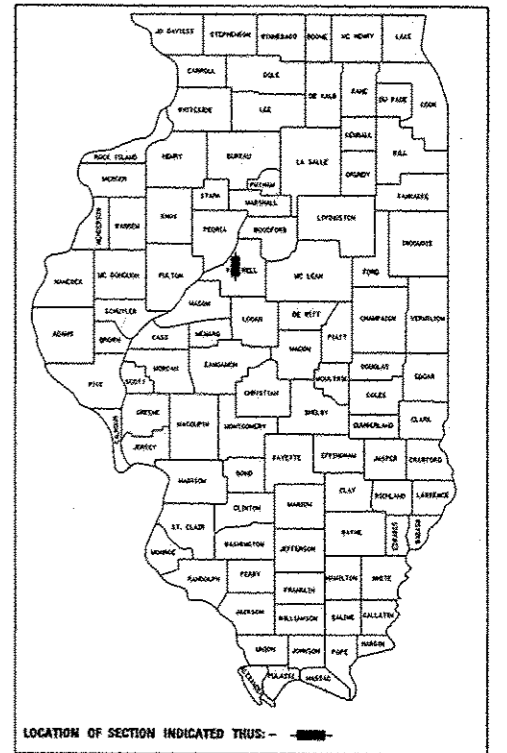 JO DAVIESS STEPHENSON WINNEBAGO BOONE MC HENRY LAKE
CARROLL OGLE DE KALB KANE DU PAGE COOK
WHITESIDE LEE
KENDALL WILL
ROCK ISLAND HENRY BUREAU LA SALLE GRUNDY
MERCER PUTNAM KANKAKEE
STARK MARSHALL LIVINGSTON
HENDERSON WARREN KNOX PEORIA WOODFORD IROQUOIS
HANCOCK MC DONOUGH FULTON MC LEAN FORD
MASON
SCHUYLER LOGAN DE WITT CHAMPAIGN VERMILION
ADAMS BROWN CASS MENARD MACON PIATT
MORGAN SANGAMON DOUGLAS EDGAR
PIKE SCOTT CHRISTIAN MOULTRIE COLES
GREENE MACOUPIN MONTGOMERY SHELBY CUMBERLAND CLARK
CALHOUN JERSEY
FAYETTE EFFINGHAM JASPER CRAWFORD
MADISON BOND
CLAY RICHLAND LAWRENCE
CLINTON MARION
ST. CLAIR WAYNE
WASHINGTON JEFFERSON
MONROE
RANDOLPH PERRY HAMILTON WHITE
FRANKLIN
JACKSON WILLIAMSON SALINE GALLATIN
UNION JOHNSON POPE HARDIN
PULASKI MASSAC
LOCATION OF SECTION INDICATED THUS: -